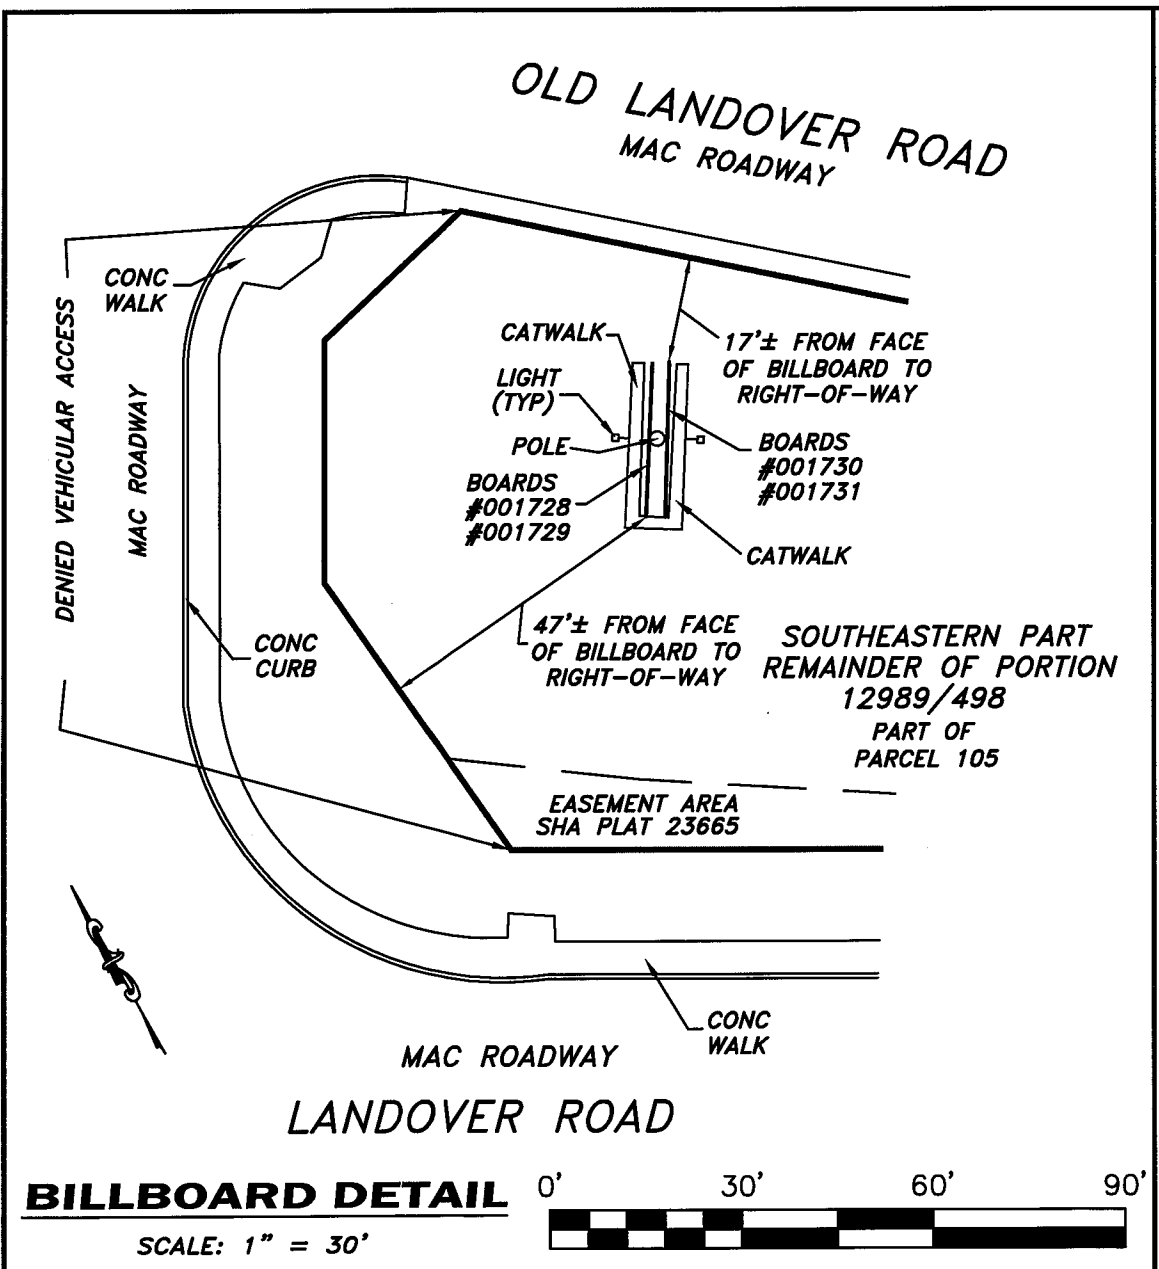 OLD LANDOVER ROAD
MAC ROADWAY
CONC
WALK
DENIED VEHICULAR ACCESS
MAC ROADWAY
CATWALK
17'± FROM FACE
OF BILLBOARD TO
RIGHT-OF-WAY
LIGHT
(TYP)
POLE
BOARDS
#001730
#001731
BOARDS
#001728
#001729
CATWALK
CONC
CURB
47'± FROM FACE
OF BILLBOARD TO
RIGHT-OF-WAY
SOUTHEASTERN PART
REMAINDER OF PORTION
12989/498
PART OF
PARCEL 105
EASEMENT AREA
SHA PLAT 23665
CONC
WALK
MAC ROADWAY
LANDOVER ROAD
BILLBOARD DETAIL
SCALE: 1" = 30'
0' 30' 60' 90'